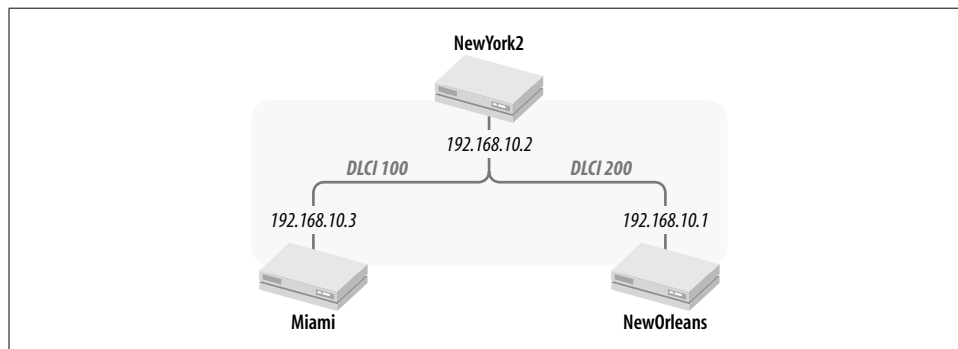 NewYork2
192.168.10.2
DLCI 100
DLCI 200
192.168.10.3
192.168.10.1
Miami
NewOrleans